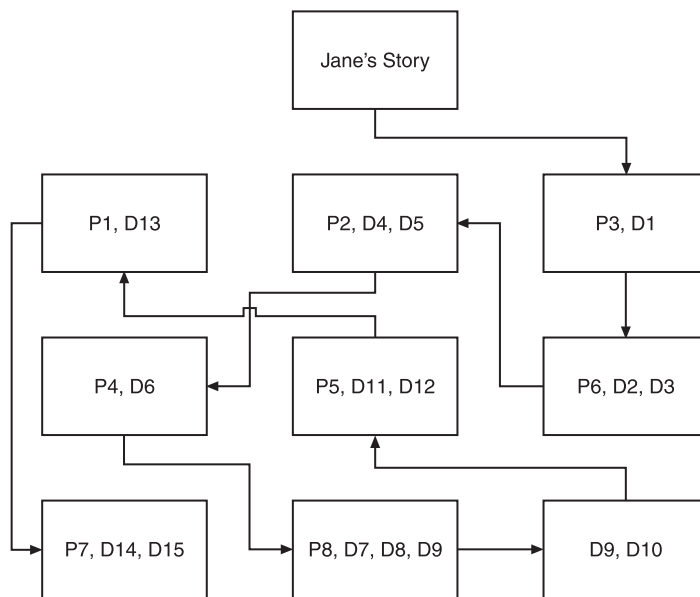 Jane’s Story
P1, D13
P2, D4, D5
P3, D1
P4, D6
P5, D11, D12
P6, D2, D3
P7, D14, D15
P8, D7, D8, D9
D9, D10